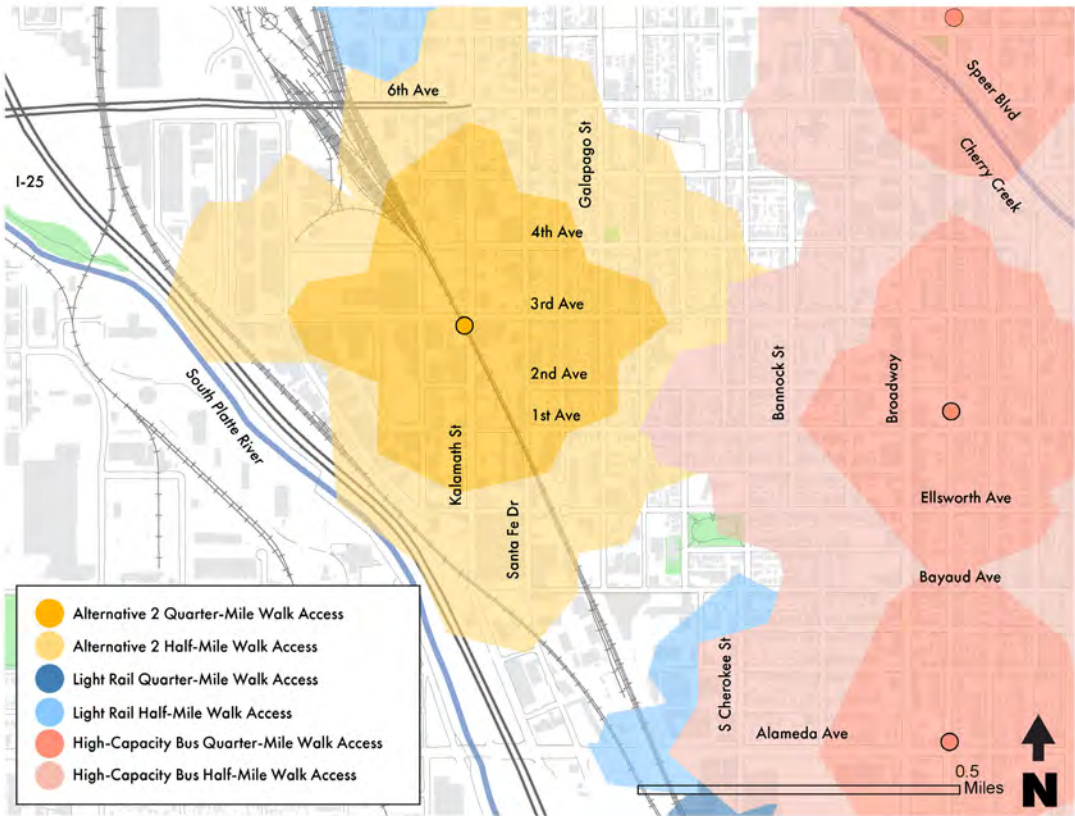 6th Ave
Speer Blvd
Galapago St
Cherry Creek
I-25
4th Ave
3rd Ave
2nd Ave
Bannock St
Broadway
1st Ave
South Platte River
Kalamath St
Ellsworth Ave
Santa Fe Dr
Bayaud Ave
Alternative 2 Quarter-Mile Walk Access
Alternative 2 Half-Mile Walk Access
Light Rail Quarter-Mile Walk Access
Light Rail Half-Mile Walk Access
High-Capacity Bus Quarter-Mile Walk Access
High-Capacity Bus Half-Mile Walk Access
S Cherokee St
Alameda Ave
0.5
Miles
N